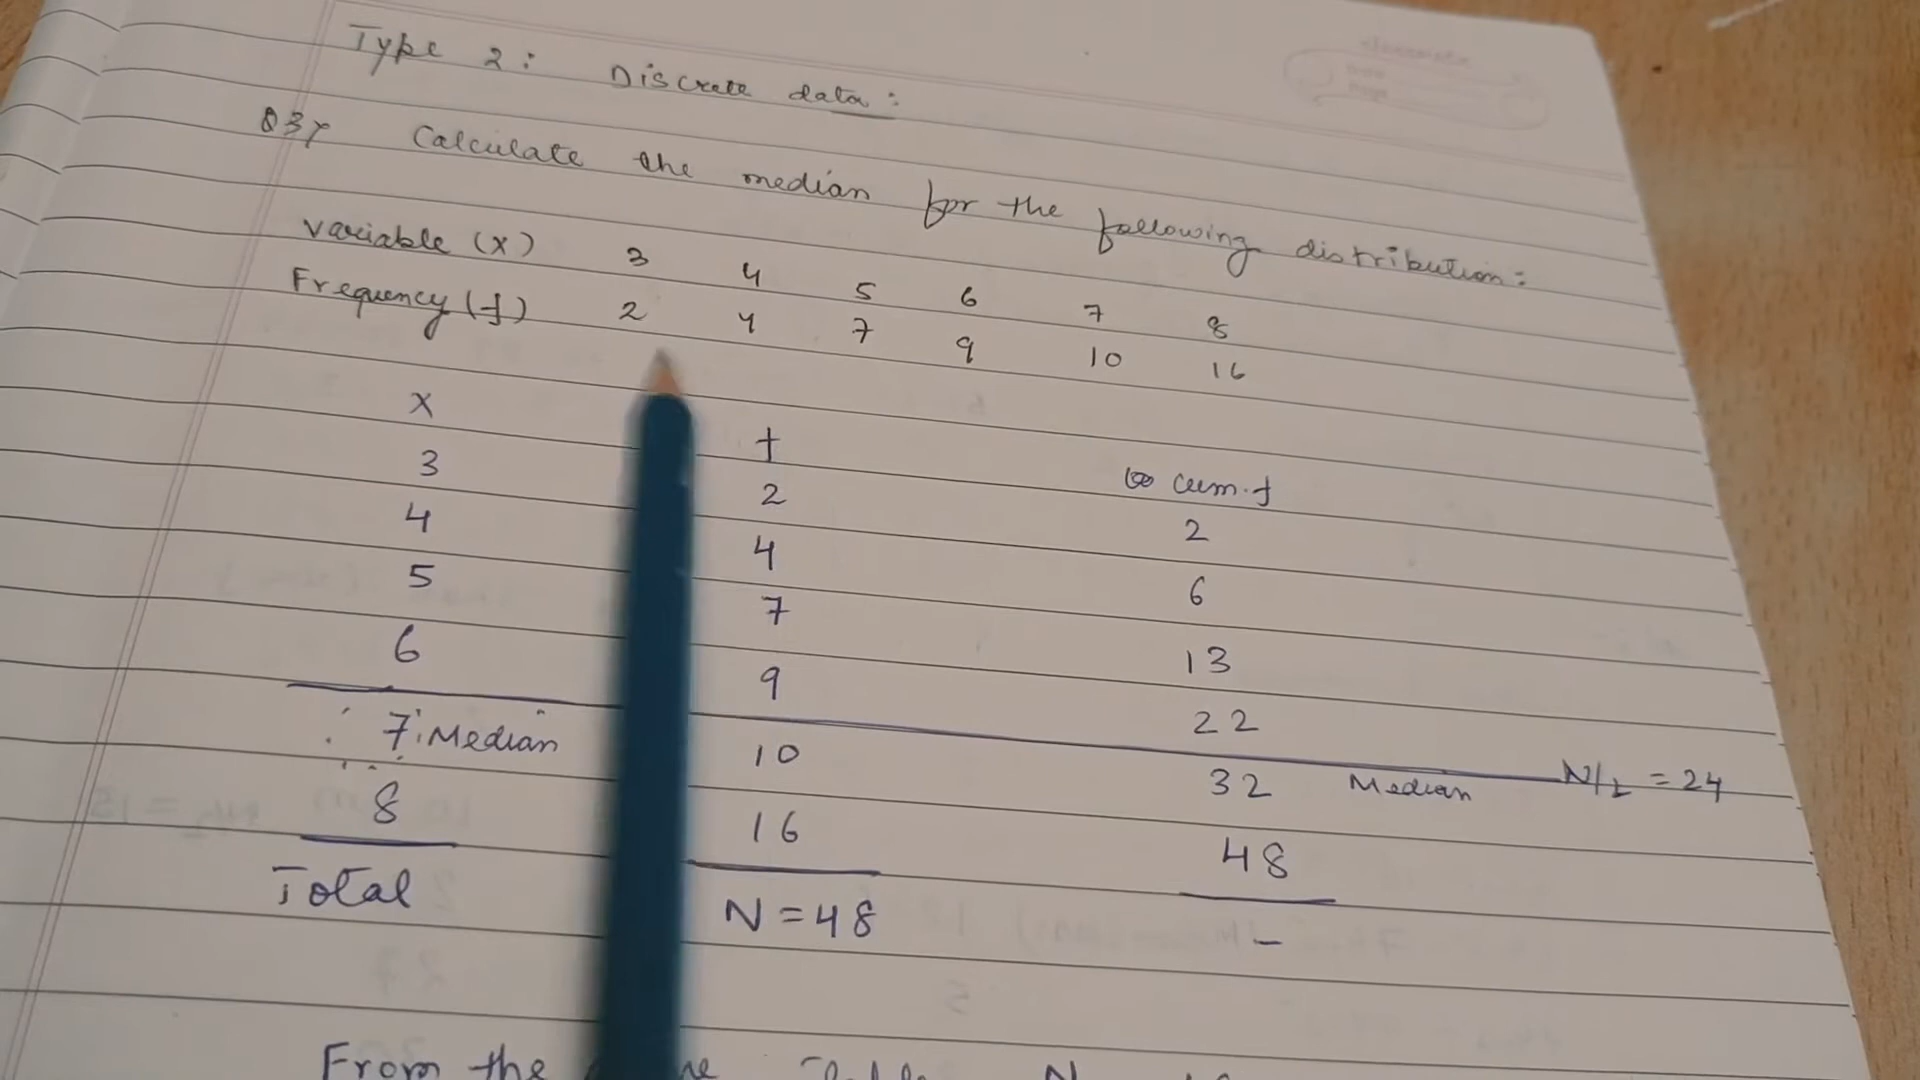 Type 2: Discrete data:
Q3> Calculate the median for the following distribution:
Variable (x) 3 4 5 6 7 8
Frequency (f) 2 4 7 9 10 16
x f cum.f
3 2 2
4 4 6
5 7 13
6 9 22
7 Median 10 32 Median N/2 = 24
8 16 48
Total N = 48 –
From the